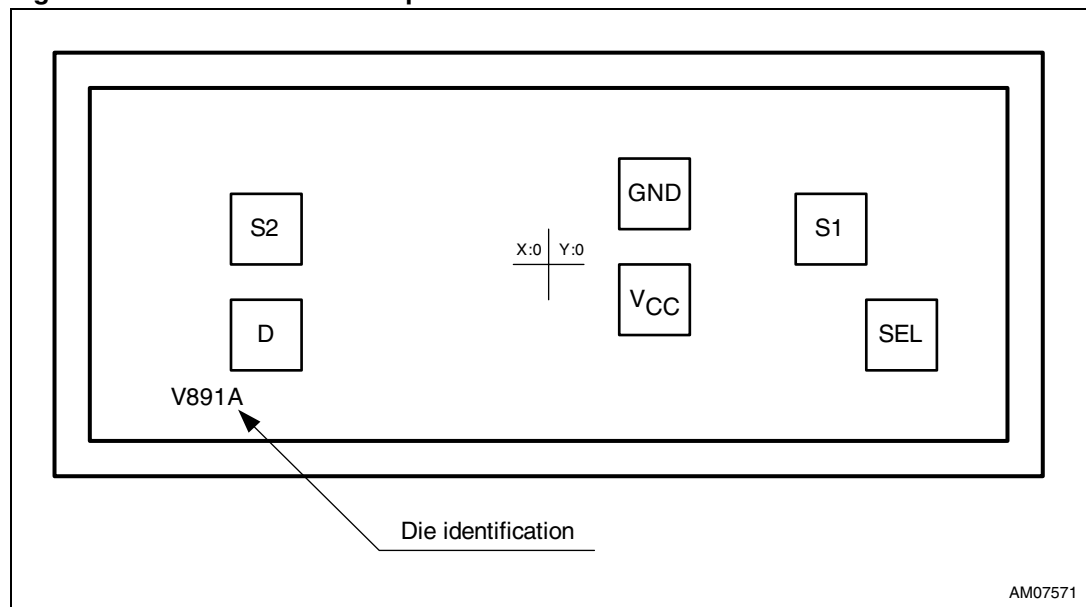 GND
S2
S1
X:0 Y:0
VCC
D
SEL
V891A
Die identification
AM07571